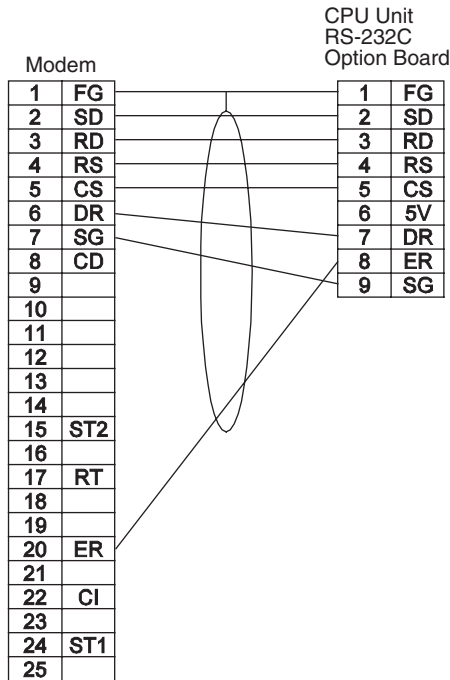 CPU Unit
RS-232C
Option Board
Modem
1 FG
2 SD
3 RD
4 RS
5 CS
6 DR
7 SG
8 CD
9
10
11
12
13
14
15 ST2
16
17 RT
18
19
20 ER
21
22 CI
23
24 ST1
25
1 FG
2 SD
3 RD
4 RS
5 CS
6 5V
7 DR
8 ER
9 SG